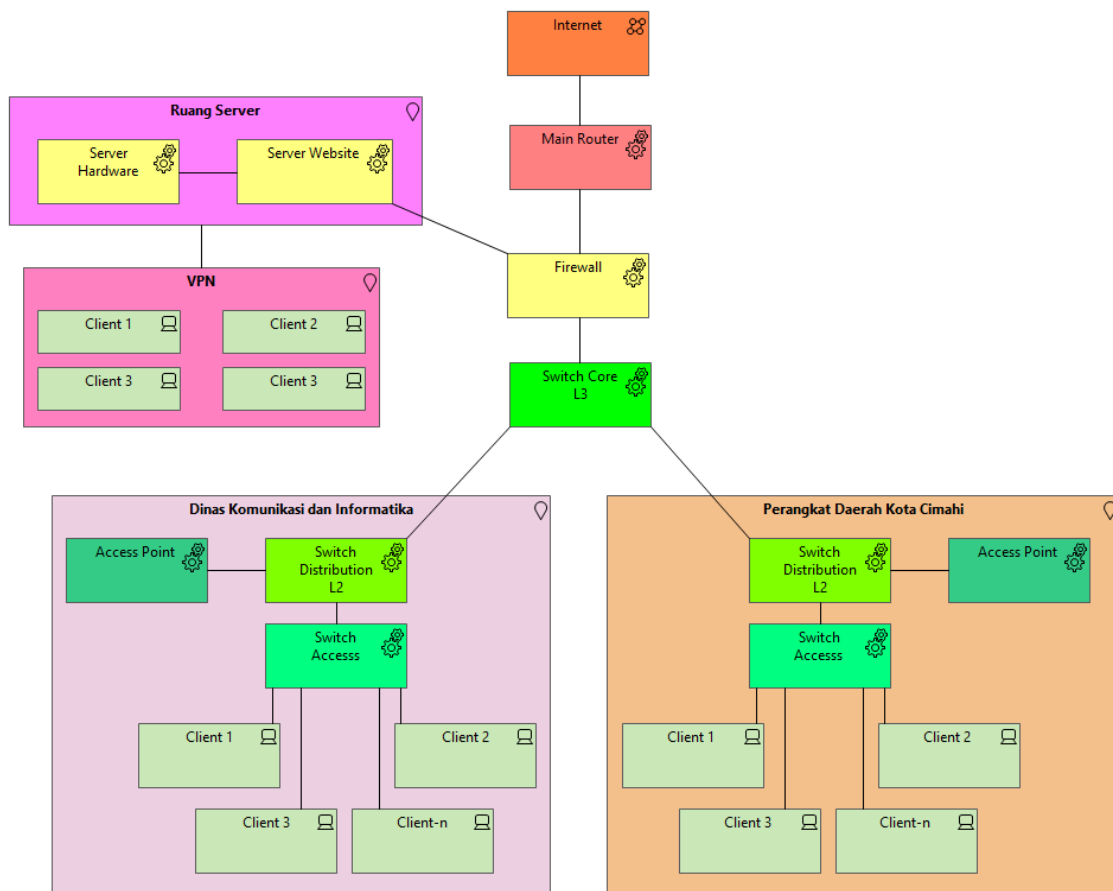 Internet
Ruang Server
Server
Hardware
Server Website
Main Router
Firewall
VPN
Client 1
Client 2
Client 3
Client 3
Switch Core
L3
Dinas Komunikasi dan Informatika
Access Point
Switch
Distribution
L2
Switch
Accesss
Client 1
Client 2
Client 3
Client-n
Perangkat Daerah Kota Cimahi
Switch
Distribution
L2
Access Point
Switch
Accesss
Client 1
Client 2
Client 3
Client-n